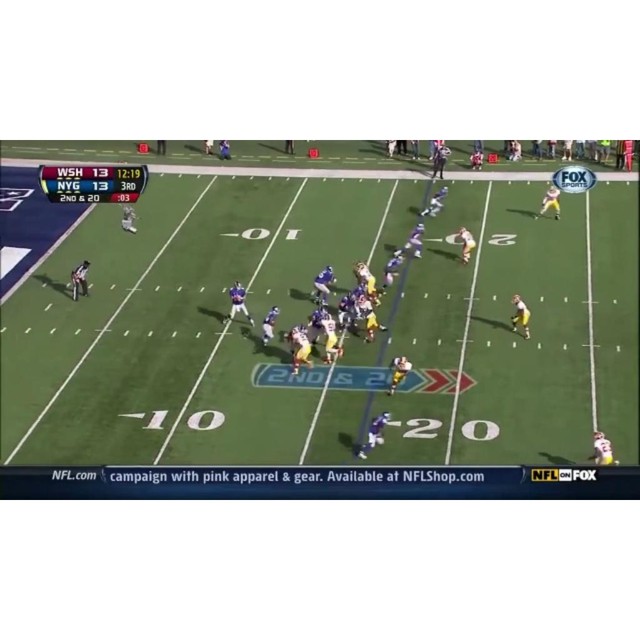 WSH 13 12:19
NYG 13 3RD
2ND & 20 :03
FOX
SPORTS
10
20
2ND & 2
10
20
NFL.com campaign with pink apparel & gear. Available at NFLShop.com
NFL ON FOX